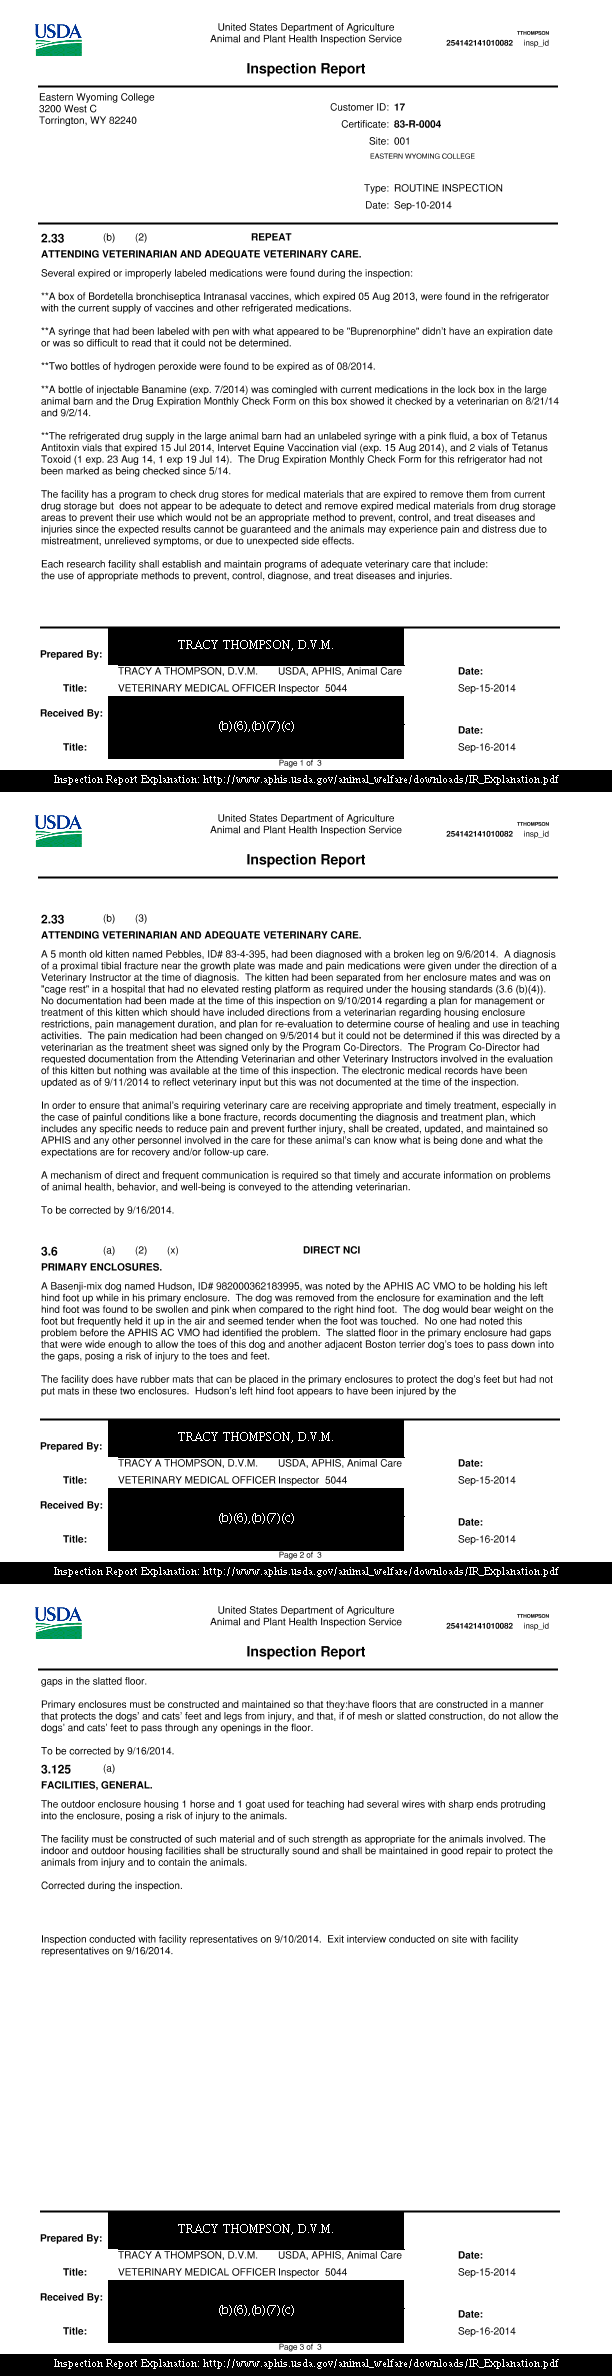 USDA
United States Department of Agriculture
Animal and Plant Health Inspection Service
TTHOMPSON
254142141010082 insp_id
Inspection Report
Eastern Wyoming College
3200 West C
Torrington, WY 82240
Customer ID: 17
Certificate: 83-R-0004
Site: 001
EASTERN WYOMING COLLEGE
Type: ROUTINE INSPECTION
Date: Sep-10-2014
2.33 (b) (2) REPEAT
ATTENDING VETERINARIAN AND ADEQUATE VETERINARY CARE.
Several expired or improperly labeled medications were found during the inspection:
**A box of Bordetella bronchiseptica Intranasal vaccines, which expired 05 Aug 2013, were found in the refrigerator
with the current supply of vaccines and other refrigerated medications.
**A syringe that had been labeled with pen with what appeared to be "Buprenorphine" didn't have an expiration date
or was so difficult to read that it could not be determined.
**Two bottles of hydrogen peroxide were found to be expired as of 08/2014.
**A bottle of injectable Banamine (exp. 7/2014) was comingled with current medications in the lock box in the large
animal barn and the Drug Expiration Monthly Check Form on this box showed it checked by a veterinarian on 8/21/14
and 9/2/14.
**The refrigerated drug supply in the large animal barn had an unlabeled syringe with a pink fluid, a box of Tetanus
Antitoxin vials that expired 15 Jul 2014, Intervet Equine Vaccination vial (exp. 15 Aug 2014), and 2 vials of Tetanus
Toxoid (1 exp. 23 Aug 14, 1 exp 19 Jul 14). The Drug Expiration Monthly Check Form for this refrigerator had not
been marked as being checked since 5/14.
The facility has a program to check drug stores for medical materials that are expired to remove them from current
drug storage but does not appear to be adequate to detect and remove expired medical materials from drug storage
areas to prevent their use which would not be an appropriate method to prevent, control, and treat diseases and
injuries since the expected results cannot be guaranteed and the animals may experience pain and distress due to
mistreatment, unrelieved symptoms, or due to unexpected side effects.
Each research facility shall establish and maintain programs of adequate veterinary care that include:
the use of appropriate methods to prevent, control, diagnose, and treat diseases and injuries.
Prepared By: TRACY THOMPSON, D.V.M.
TRACY A THOMPSON, D.V.M. USDA, APHIS, Animal Care Date:
Title: VETERINARY MEDICAL OFFICER Inspector 5044 Sep-15-2014
Received By: (b)(6),(b)(7)(c)
Date:
Title: Sep-16-2014
Page 1 of 3
Inspection Report Explanation: http://www.aphis.usda.gov/animal_welfare/downloads/IR_Explanation.pdf
USDA
United States Department of Agriculture
Animal and Plant Health Inspection Service
TTHOMPSON
254142141010082 insp_id
Inspection Report
2.33 (b) (3)
ATTENDING VETERINARIAN AND ADEQUATE VETERINARY CARE.
A 5 month old kitten named Pebbles, ID# 83-4-395, had been diagnosed with a broken leg on 9/6/2014. A diagnosis
of a proximal tibial fracture near the growth plate was made and pain medications were given under the direction of a
Veterinary Instructor at the time of diagnosis. The kitten had been separated from her enclosure mates and was on
"cage rest" in a hospital that had no elevated resting platform as required under the housing standards (3.6 (b)(4)).
No documentation had been made at the time of this inspection on 9/10/2014 regarding a plan for management or
treatment of this kitten which should have included directions from a veterinarian regarding housing enclosure
restrictions, pain management duration, and plan for re-evaluation to determine course of healing and use in teaching
activities. The pain medication had been changed on 9/5/2014 but it could not be determined if this was directed by a
veterinarian as the treatment sheet was signed only by the Program Co-Directors. The Program Co-Director had
requested documentation from the Attending Veterinarian and other Veterinary Instructors involved in the evaluation
of this kitten but nothing was available at the time of this inspection. The electronic medical records have been
updated as of 9/11/2014 to reflect veterinary input but this was not documented at the time of the inspection.
In order to ensure that animal's requiring veterinary care are receiving appropriate and timely treatment, especially in
the case of painful conditions like a bone fracture, records documenting the diagnosis and treatment plan, which
includes any specific needs to reduce pain and prevent further injury, shall be created, updated, and maintained so
APHIS and any other personnel involved in the care for these animal's can know what is being done and what the
expectations are for recovery and/or follow-up care.
A mechanism of direct and frequent communication is required so that timely and accurate information on problems
of animal health, behavior, and well-being is conveyed to the attending veterinarian.
To be corrected by 9/16/2014.
3.6 (a) (2) (x) DIRECT NCI
PRIMARY ENCLOSURES.
A Basenji-mix dog named Hudson, ID# 982000362183995, was noted by the APHIS AC VMO to be holding his left
hind foot up while in his primary enclosure. The dog was removed from the enclosure for examination and the left
hind foot was found to be swollen and pink when compared to the right hind foot. The dog would bear weight on the
foot but frequently held it up in the air and seemed tender when the foot was touched. No one had noted this
problem before the APHIS AC VMO had identified the problem. The slatted floor in the primary enclosure had gaps
that were wide enough to allow the toes of this dog and another adjacent Boston terrier dog's toes to pass down into
the gaps, posing a risk of injury to the toes and feet.
The facility does have rubber mats that can be placed in the primary enclosures to protect the dog's feet but had not
put mats in these two enclosures. Hudson's left hind foot appears to have been injured by the
Prepared By: TRACY THOMPSON, D.V.M.
TRACY A THOMPSON, D.V.M. USDA, APHIS, Animal Care Date:
Title: VETERINARY MEDICAL OFFICER Inspector 5044 Sep-15-2014
Received By: (b)(6),(b)(7)(c)
Date:
Title: Sep-16-2014
Page 2 of 3
Inspection Report Explanation: http://www.aphis.usda.gov/animal_welfare/downloads/IR_Explanation.pdf
USDA
United States Department of Agriculture
Animal and Plant Health Inspection Service
TTHOMPSON
254142141010082 insp_id
Inspection Report
gaps in the slatted floor.
Primary enclosures must be constructed and maintained so that they:have floors that are constructed in a manner
that protects the dogs' and cats' feet and legs from injury, and that, if of mesh or slatted construction, do not allow the
dogs' and cats' feet to pass through any openings in the floor.
To be corrected by 9/16/2014.
3.125 (a)
FACILITIES, GENERAL.
The outdoor enclosure housing 1 horse and 1 goat used for teaching had several wires with sharp ends protruding
into the enclosure, posing a risk of injury to the animals.
The facility must be constructed of such material and of such strength as appropriate for the animals involved. The
indoor and outdoor housing facilities shall be structurally sound and shall be maintained in good repair to protect the
animals from injury and to contain the animals.
Corrected during the inspection.
Inspection conducted with facility representatives on 9/10/2014. Exit interview conducted on site with facility
representatives on 9/16/2014.
Prepared By: TRACY THOMPSON, D.V.M.
TRACY A THOMPSON, D.V.M. USDA, APHIS, Animal Care Date:
Title: VETERINARY MEDICAL OFFICER Inspector 5044 Sep-15-2014
Received By: (b)(6),(b)(7)(c)
Date:
Title: Sep-16-2014
Page 3 of 3
Inspection Report Explanation: http://www.aphis.usda.gov/animal_welfare/downloads/IR_Explanation.pdf